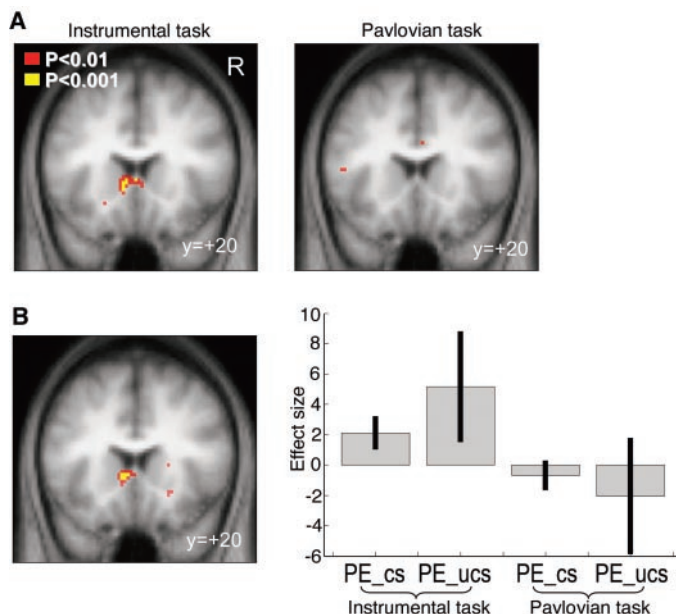 A
Instrumental task
Pavlovian task
P<0.01
P<0.001
R
y=+20
y=+20
B
y=+20
Effect size
10
8
6
4
2
0
-2
-4
-6
PE_cs PE_ucs PE_cs PE_ucs
Instrumental task Pavlovian task